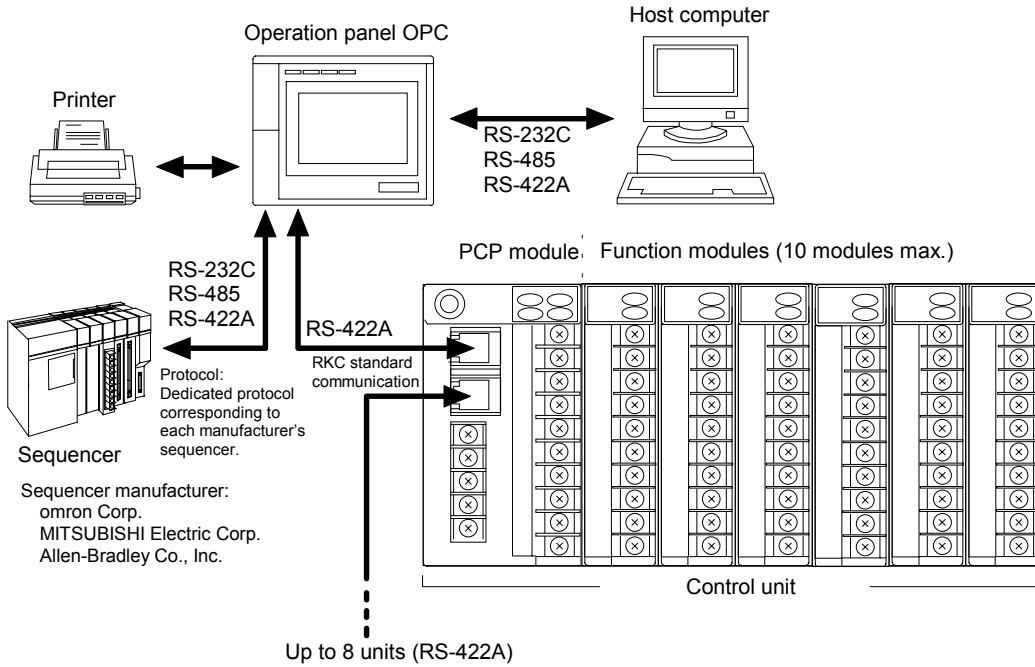 Host computer
Operation panel OPC
Printer
RS-232C
RS-485
RS-422A
PCP module
Function modules (10 modules max.)
RS-232C
RS-485
RS-422A
RS-422A
RKC standard
communication
Protocol:
Dedicated protocol
corresponding to
each manufacturer's
sequencer.
Sequencer
Sequencer manufacturer:
omron Corp.
MITSUBISHI Electric Corp.
Allen-Bradley Co., Inc.
Control unit
Up to 8 units (RS-422A)